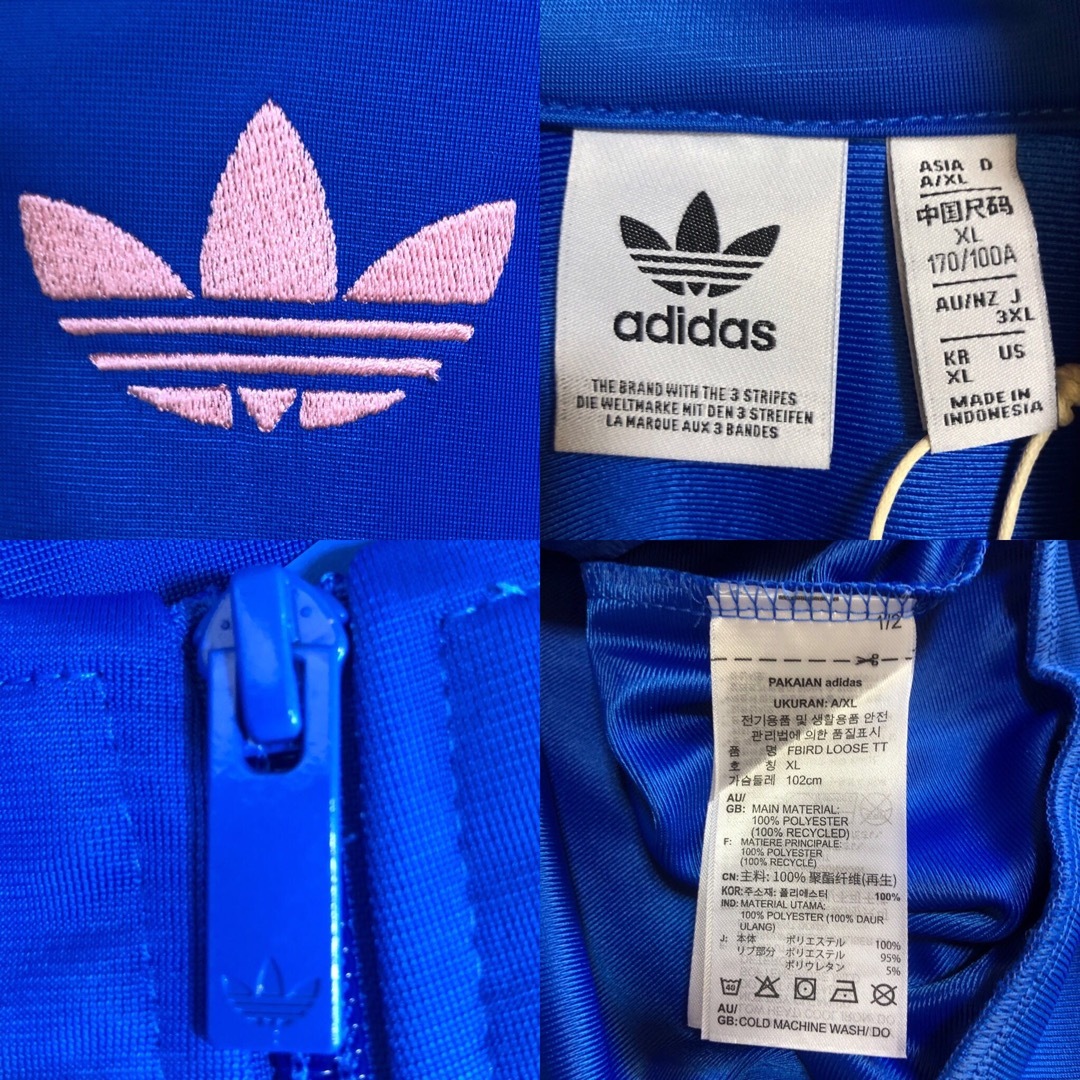 adidas
THE BRAND WITH THE 3 STRIPES
DIE WELTMARKE MIT DEN 3 STREIFEN
LA MARQUE AUX 3 BANDES
ASIA D
A/XL
中国尺码
XL
170/100A
AU/NZ J
3XL
KR US
XL
MADE IN
INDONESIA
1/2
PAKAIAN adidas
UKURAN: A/XL
전기용품 및 생활용품 안전
관리법에 의한 품질표시
품 명 FBIRD LOOSE TT
호 칭 XL
가슴둘레 102cm
AU/
GB: MAIN MATERIAL:
100% POLYESTER
(100% RECYCLED)
F: MATIERE PRINCIPALE:
100% POLYESTER
(100% RECYCLÉ)
CN: 主料: 100% 聚酯纤维(再生)
KOR: 주소재: 폴리에스터 100%
IND: MATERIAL UTAMA:
100% POLYESTER (100% DAUR
ULANG)
J: 本体 ポリエステル 100%
リブ部分 ポリエステル 95%
ポリウレタン 5%
40
AU/
GB: COLD MACHINE WASH/ DO